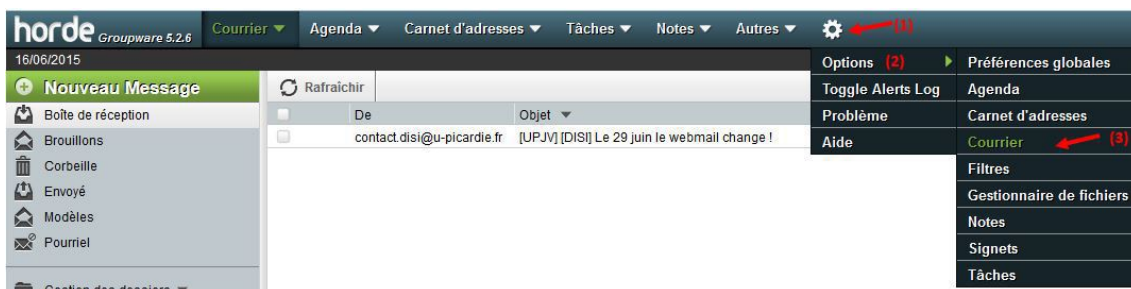 horde Groupware 5.2.6 Courrier Agenda Carnet d'adresses Tâches Notes Autres (1)
16/06/2015
Nouveau Message
Boîte de réception
Brouillons
Corbeille
Envoyé
Modèles
Pourriel
Gestion des dossiers
Rafraîchir
De Objet
contact.disi@u-picardie.fr [UPJV] [DISI] Le 29 juin le webmail change !
Options (2)
Toggle Alerts Log
Problème
Aide
Préférences globales
Agenda
Carnet d'adresses
Courrier (3)
Filtres
Gestionnaire de fichiers
Notes
Signets
Tâches